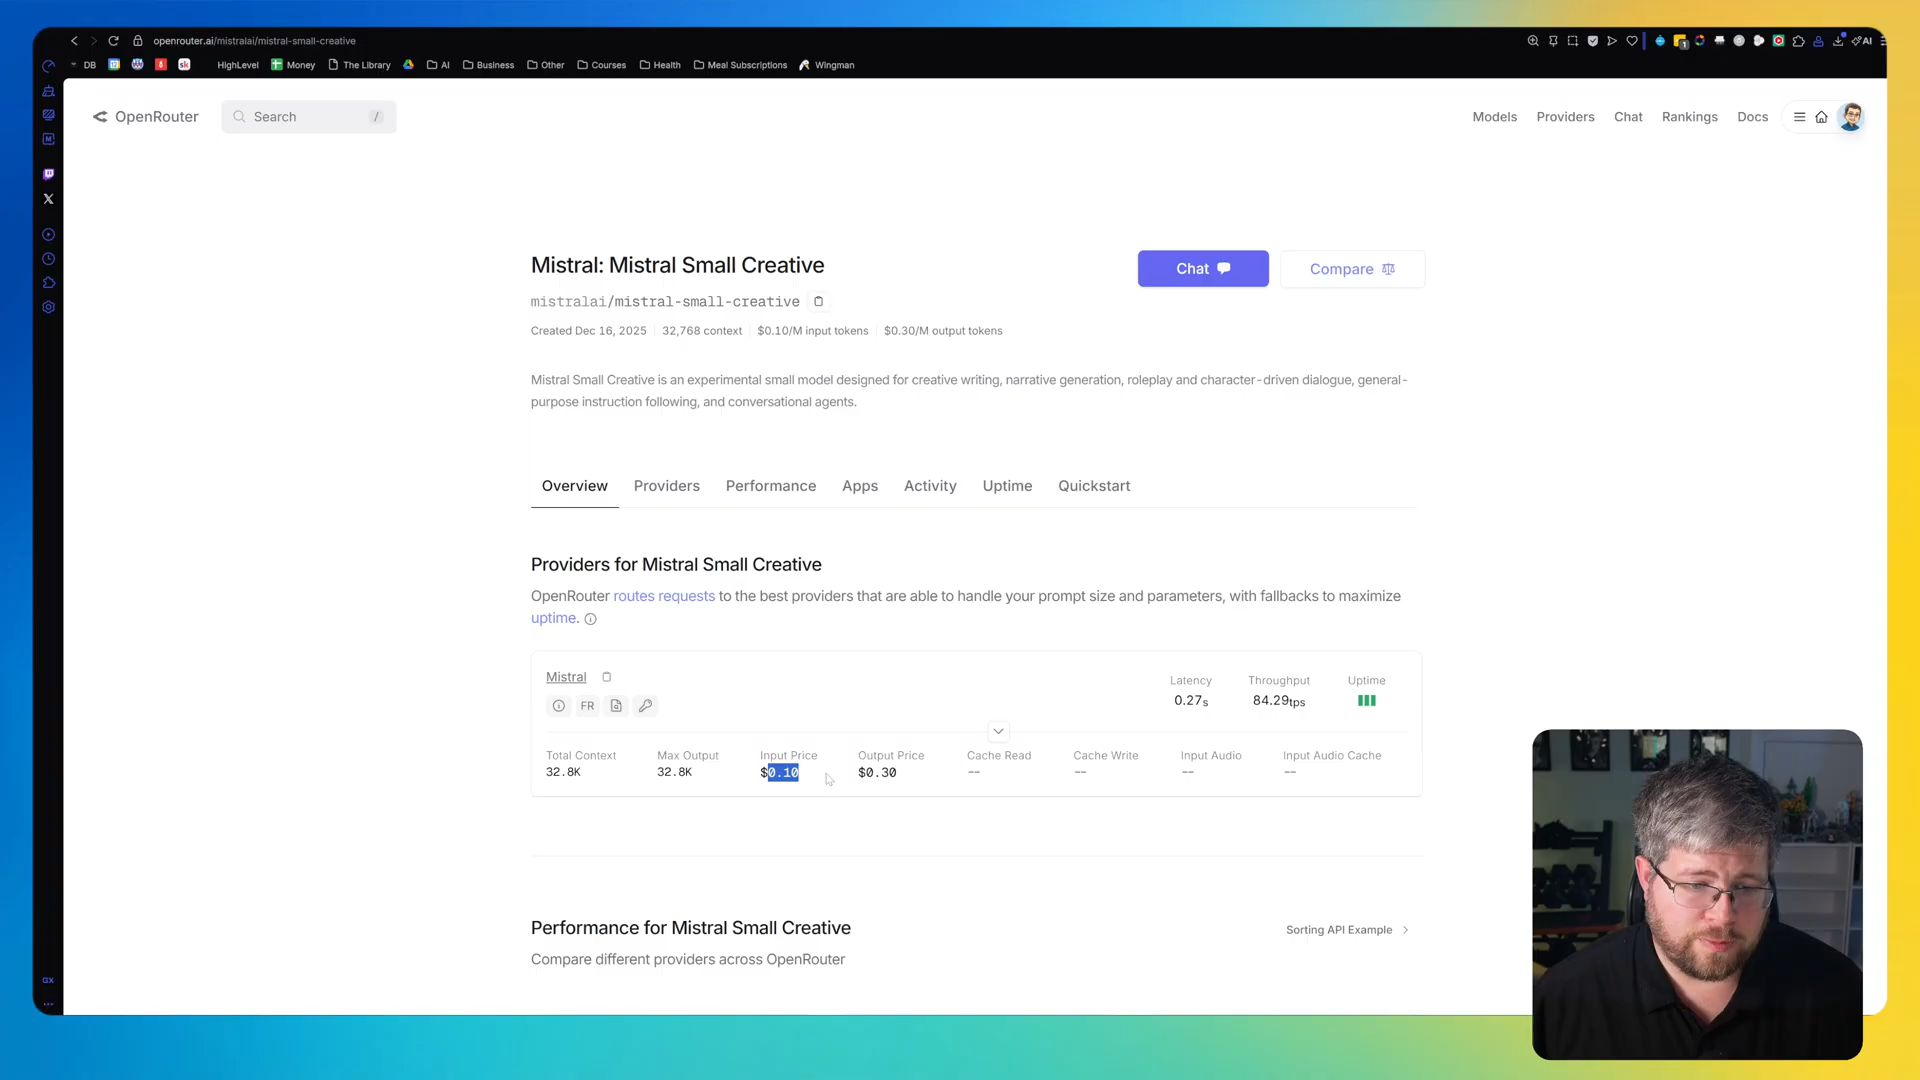 openrouter.ai/mistralai/mistral-small-creative
1
AI
DB
sk
HighLevel
Money
The Library
AI
Business
Other
Courses
Health
Meal Subscriptions
Wingman
OpenRouter
Search
/
Models
Providers
Chat
Rankings
Docs
Mistral: Mistral Small Creative
Chat
Compare
mistralai/mistral-small-creative
Created Dec 16, 2025
32,768 context
$0.10/M input tokens
$0.30/M output tokens
Mistral Small Creative is an experimental small model designed for creative writing, narrative generation, roleplay and character-driven dialogue, general-
purpose instruction following, and conversational agents.
Overview
Providers
Performance
Apps
Activity
Uptime
Quickstart
Providers for Mistral Small Creative
OpenRouter routes requests to the best providers that are able to handle your prompt size and parameters, with fallbacks to maximize
uptime.
Mistral
FR
Latency
0.27s
Throughput
84.29tps
Uptime
Total Context
32.8K
Max Output
32.8K
Input Price
$0.10
Output Price
$0.30
Cache Read
--
Cache Write
--
Input Audio
--
Input Audio Cache
--
Performance for Mistral Small Creative
Sorting API Example
Compare different providers across OpenRouter
GX